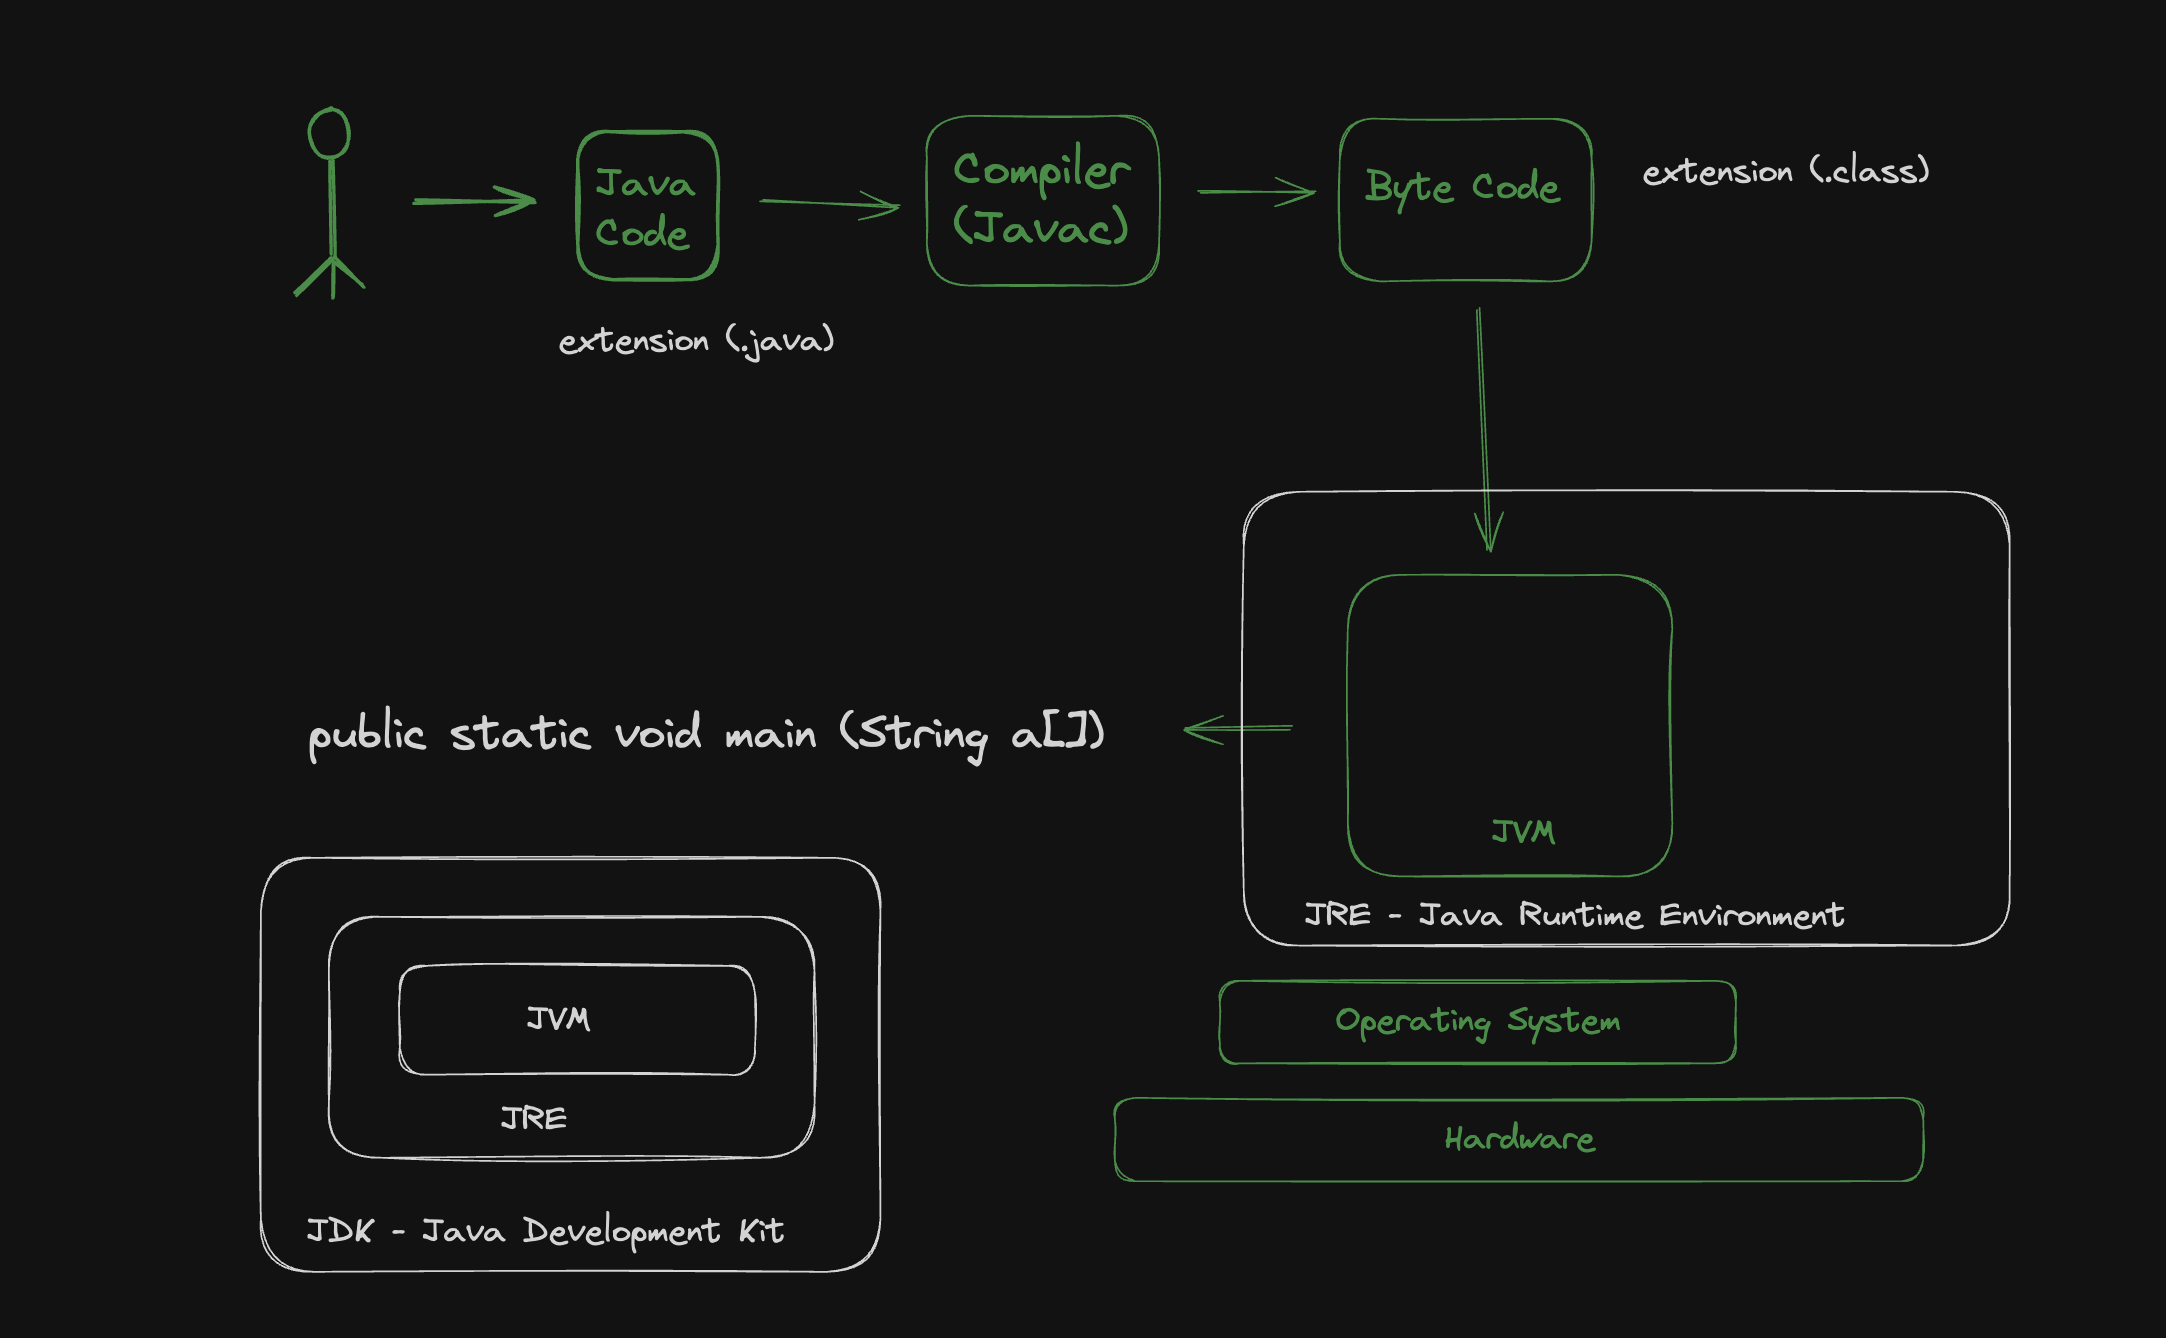 Java
Code
extension (.java)
Compiler
(Javac)
Byte Code
extension (.class)
public static void main (String a[])
JVM
JRE - Java Runtime Environment
Operating System
Hardware
JVM
JRE
JDK - Java Development Kit